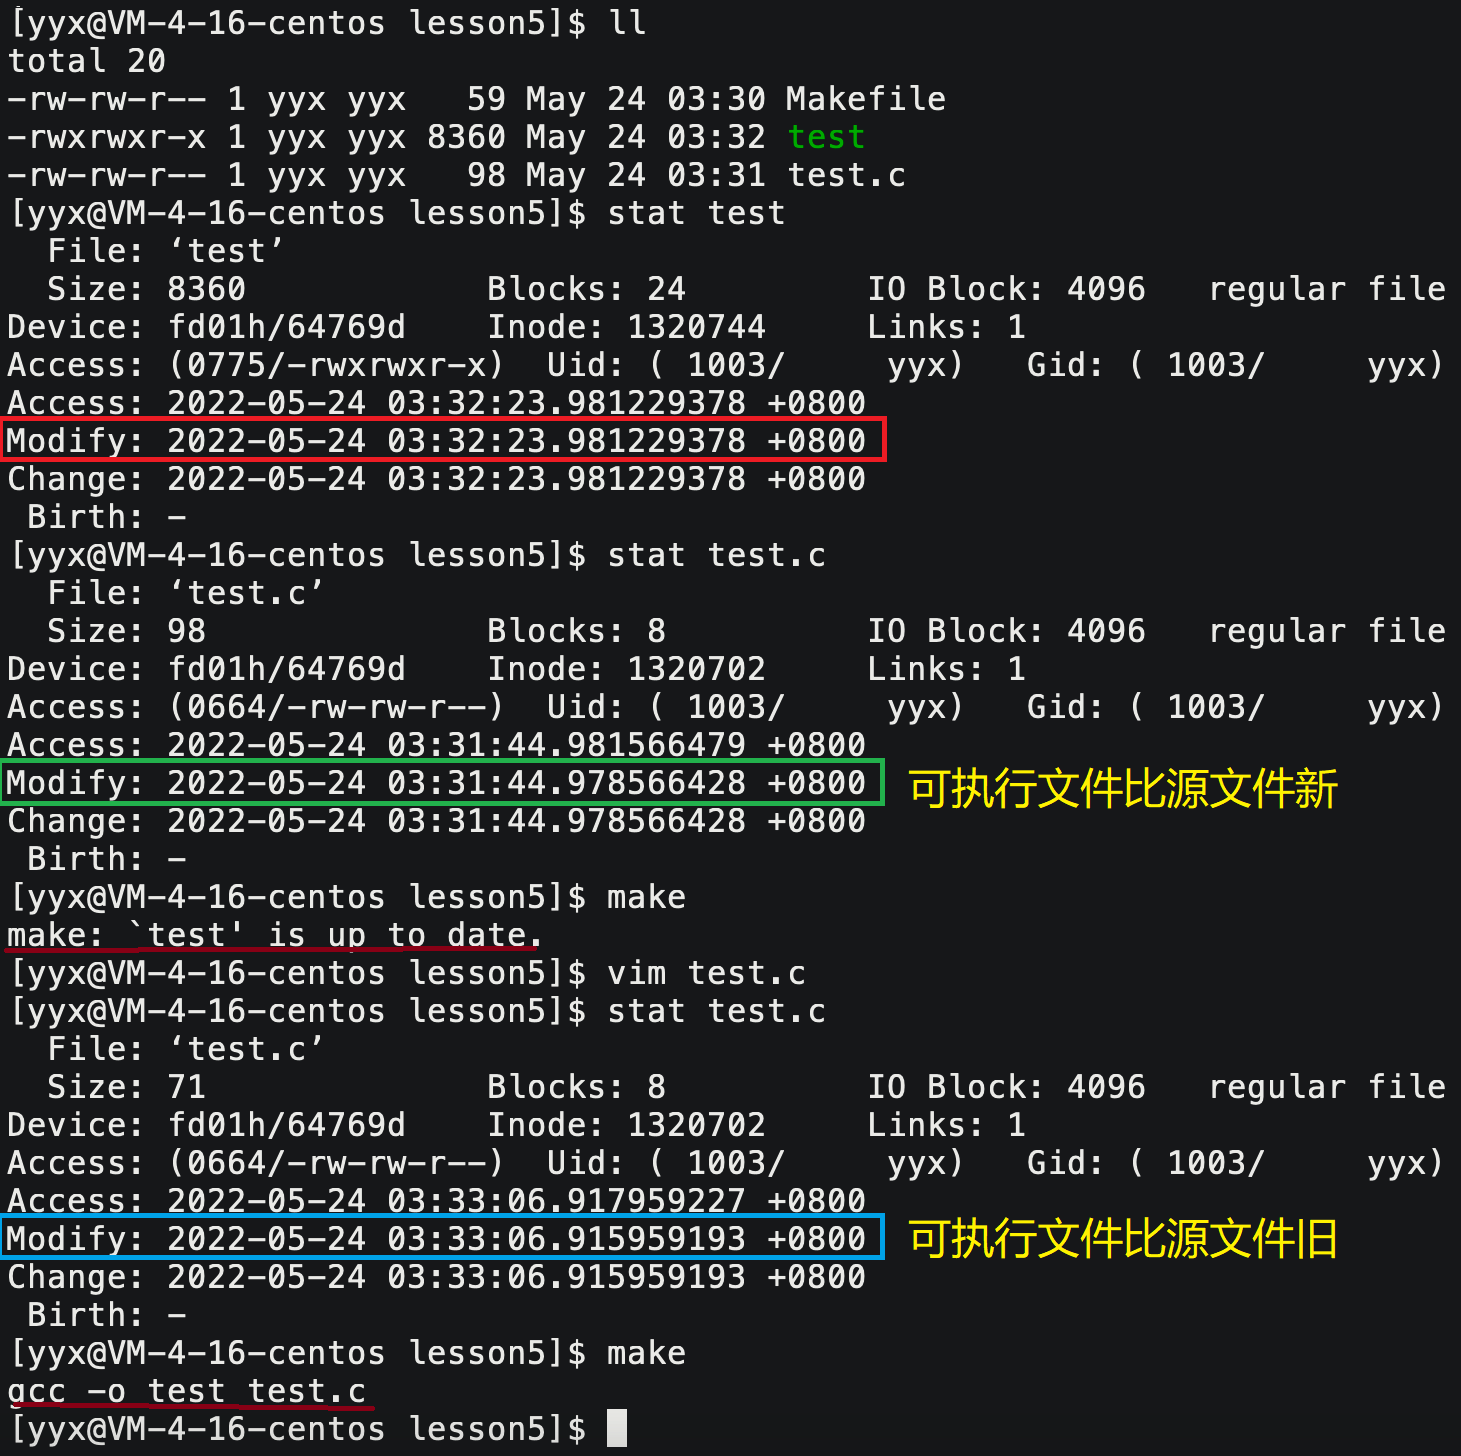 [yyx@VM-4-16-centos lesson5]$ ll
total 20
-rw-rw-r-- 1 yyx yyx   59 May 24 03:30 Makefile
-rwxrwxr-x 1 yyx yyx 8360 May 24 03:32 test
-rw-rw-r-- 1 yyx yyx   98 May 24 03:31 test.c
[yyx@VM-4-16-centos lesson5]$ stat test
  File: ‘test’
  Size: 8360            Blocks: 24         IO Block: 4096   regular file
Device: fd01h/64769d    Inode: 1320744     Links: 1
Access: (0775/-rwxrwxr-x)  Uid: ( 1003/     yyx)   Gid: ( 1003/     yyx)
Access: 2022-05-24 03:32:23.981229378 +0800
Modify: 2022-05-24 03:32:23.981229378 +0800
Change: 2022-05-24 03:32:23.981229378 +0800
 Birth: -
[yyx@VM-4-16-centos lesson5]$ stat test.c
  File: ‘test.c’
  Size: 98              Blocks: 8          IO Block: 4096   regular file
Device: fd01h/64769d    Inode: 1320702     Links: 1
Access: (0664/-rw-rw-r--)  Uid: ( 1003/     yyx)   Gid: ( 1003/     yyx)
Access: 2022-05-24 03:31:44.981566479 +0800
Modify: 2022-05-24 03:31:44.978566428 +0800 可执行文件比源文件新
Change: 2022-05-24 03:31:44.978566428 +0800
 Birth: -
[yyx@VM-4-16-centos lesson5]$ make
make: `test' is up to date.
[yyx@VM-4-16-centos lesson5]$ vim test.c
[yyx@VM-4-16-centos lesson5]$ stat test.c
  File: ‘test.c’
  Size: 71              Blocks: 8          IO Block: 4096   regular file
Device: fd01h/64769d    Inode: 1320702     Links: 1
Access: (0664/-rw-rw-r--)  Uid: ( 1003/     yyx)   Gid: ( 1003/     yyx)
Access: 2022-05-24 03:33:06.917959227 +0800
Modify: 2022-05-24 03:33:06.915959193 +0800 可执行文件比源文件旧
Change: 2022-05-24 03:33:06.915959193 +0800
 Birth: -
[yyx@VM-4-16-centos lesson5]$ make
gcc -o test test.c
[yyx@VM-4-16-centos lesson5]$